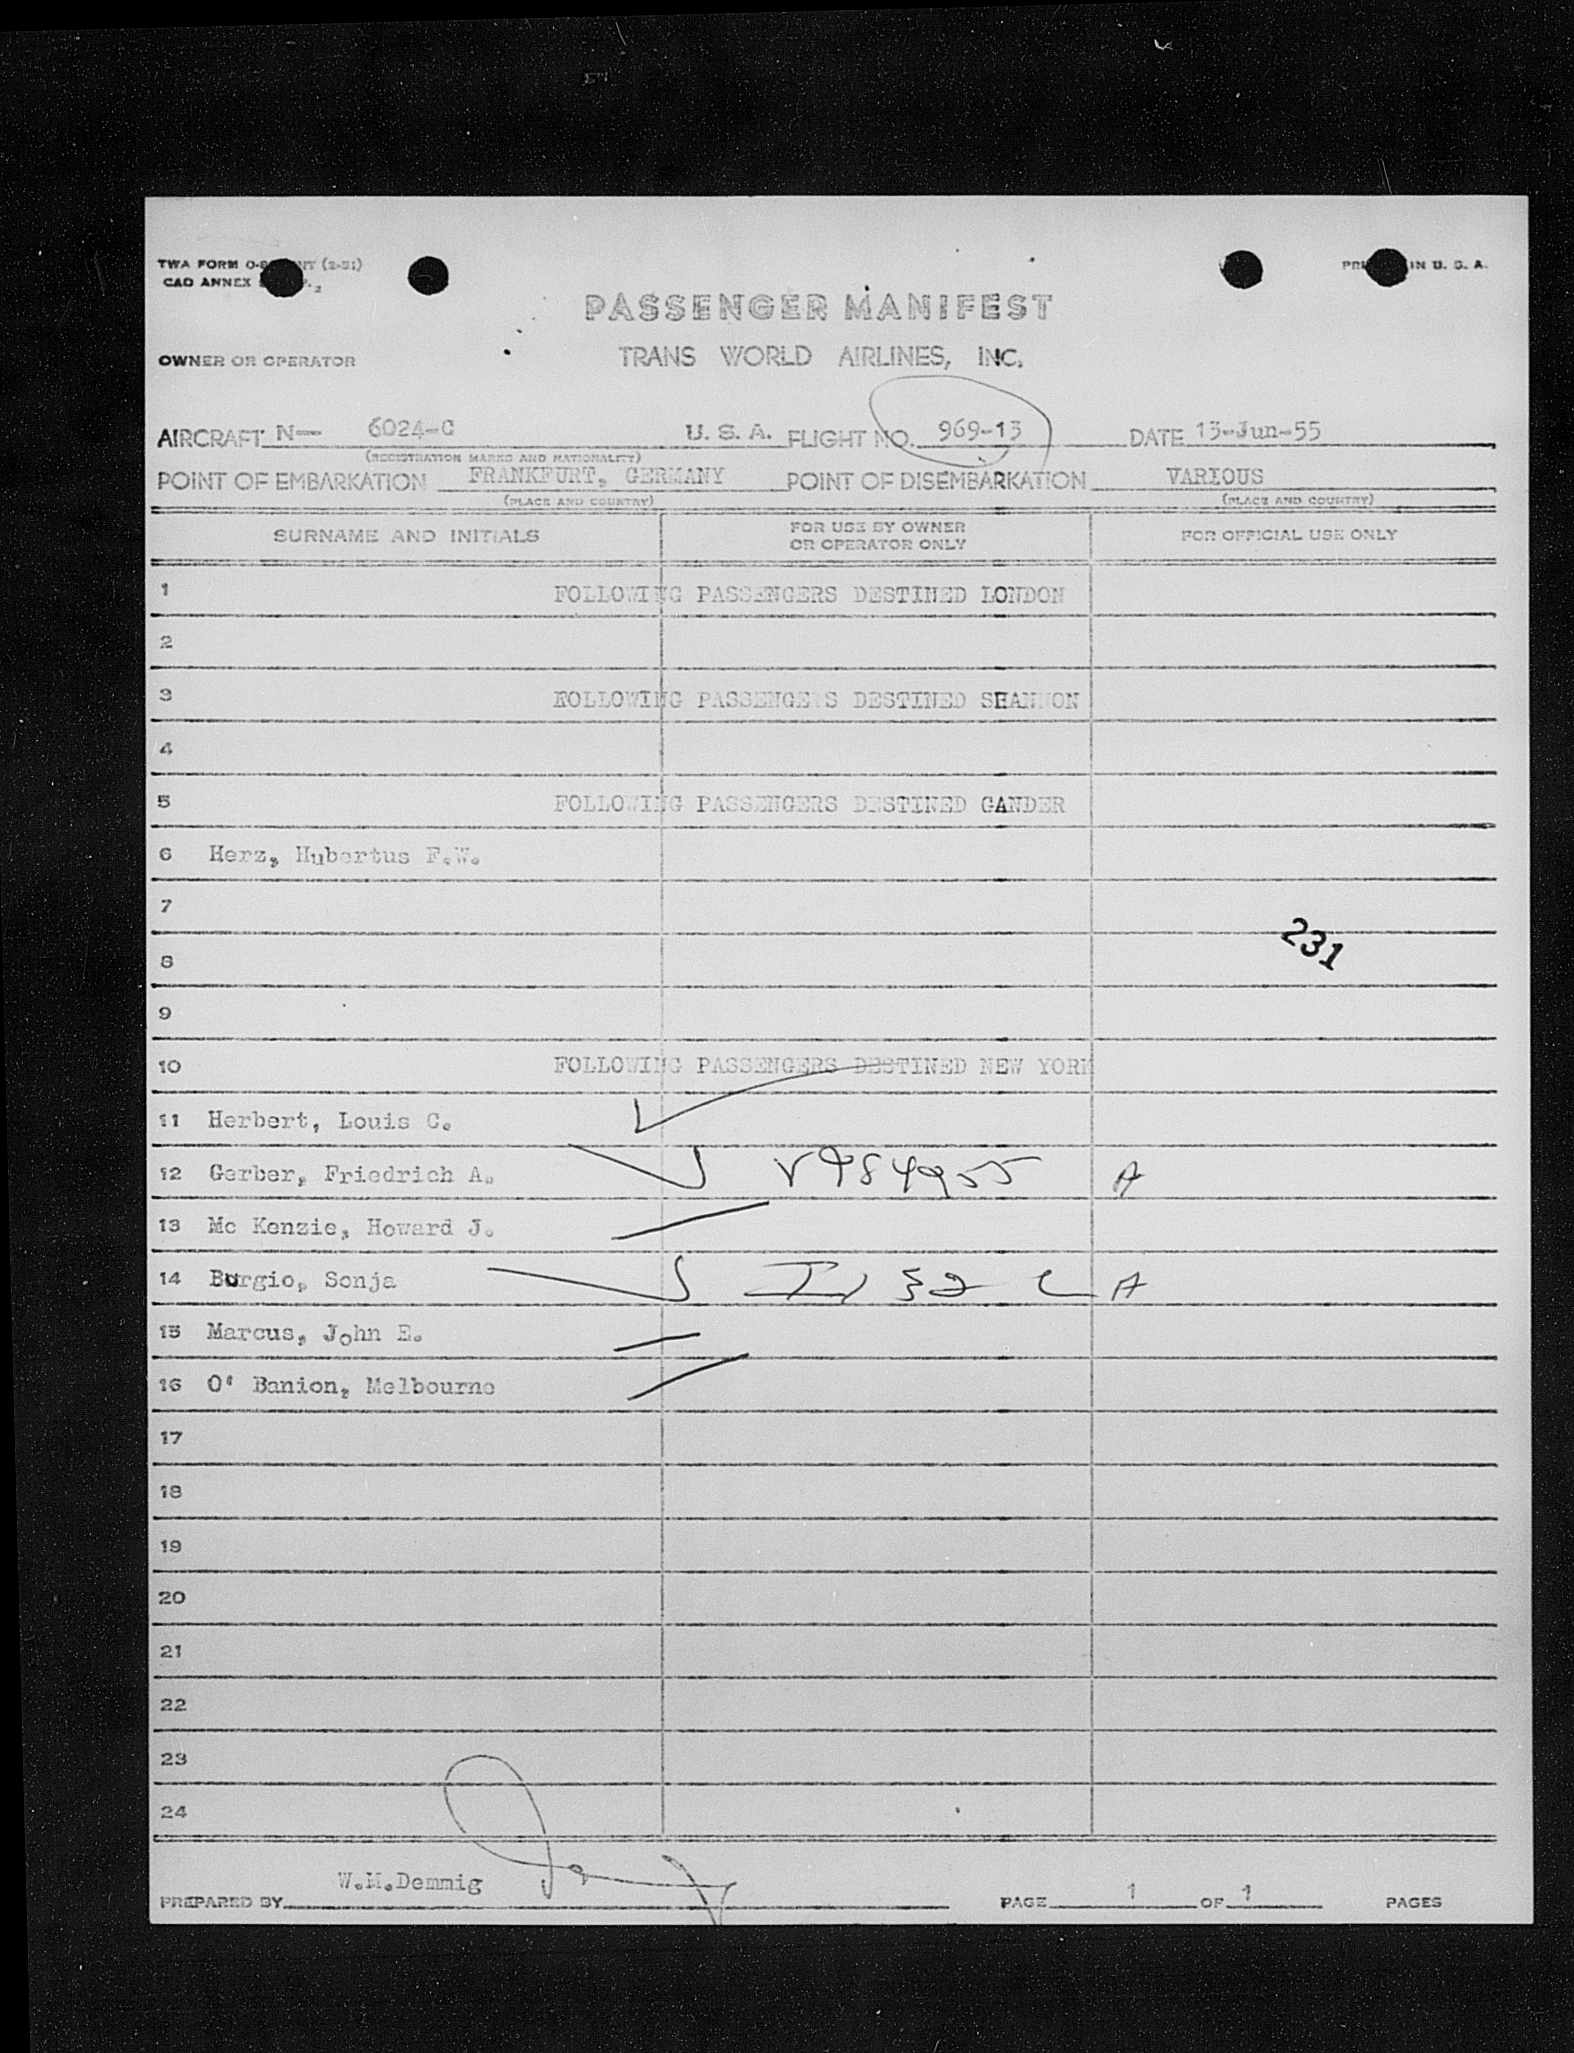 TWA FORM O- NT (2-51)
CAO ANNEX
PRI IN U. S. A.
PASSENGER MANIFEST
OWNER OR OPERATOR TRANS WORLD AIRLINES, INC.
AIRCRAFT N— 6024-C U. S. A. FLIGHT NO. 969-13 DATE 13-Jun-55
(REGISTRATION MARKS AND NATIONALITY)
POINT OF EMBARKATION FRANKFURT, GERMANY POINT OF DISEMBARKATION VARIOUS
(PLACE AND COUNTRY) (PLACE AND COUNTRY)
SURNAME AND INITIALS FOR USE BY OWNER OR OPERATOR ONLY FOR OFFICIAL USE ONLY
1 FOLLOWING PASSENGERS DESTINED LONDON
2
3 FOLLOWING PASSENGERS DESTINED SHANNON
4
5 FOLLOWING PASSENGERS DESTINED GANDER
6 Herz, Hubertus F.W.
7
231
8
9
10 FOLLOWING PASSENGERS DESTINED NEW YORK
11 Herbert, Louis C.
12 Gerber, Friedrich A. A
13 Mc Kenzie, Howard J.
14 Burgio, Sonja A
15 Marcus, John E.
16 O' Banion, Melbourne
17
18
19
20
21
22
23
24
W.M.Demmig
PREPARED BY PAGE 1 OF 1 PAGES